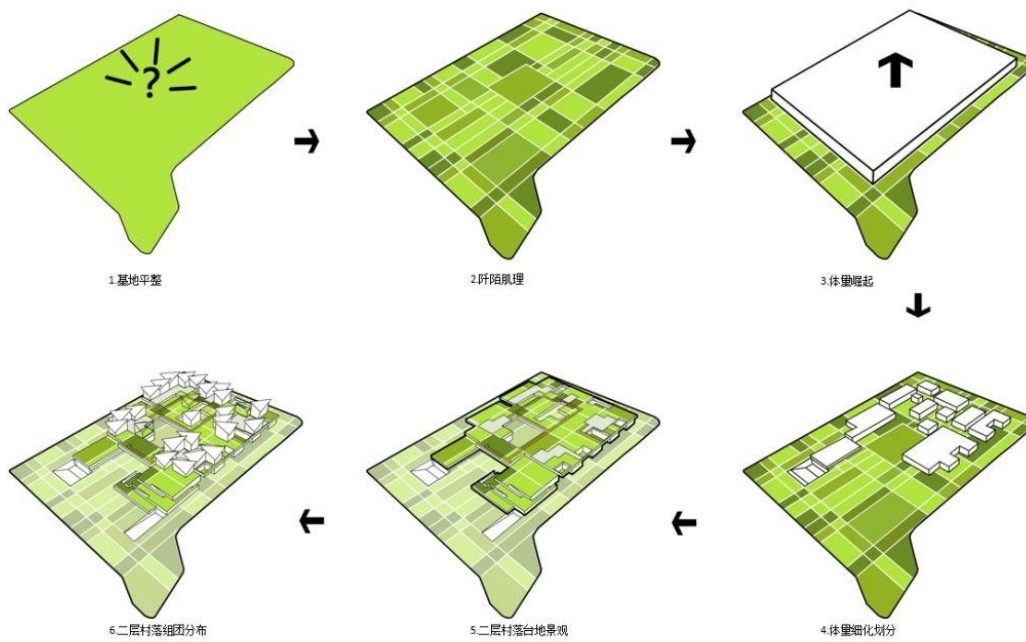 ?
1.基地平整
2.阡陌肌理
3.体量崛起
6.二层村落组团分布
5.二层村落台地景观
4.体量细化划分